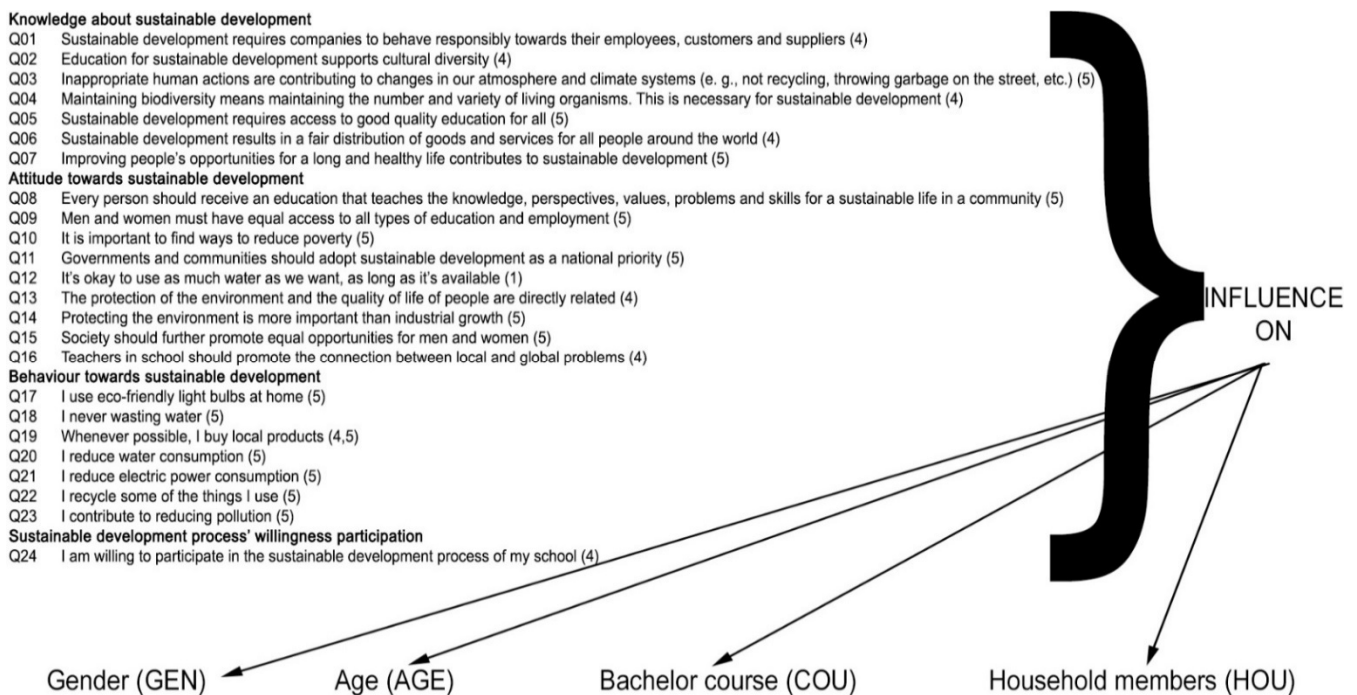 Knowledge about sustainable development
Q01 Sustainable development requires companies to behave responsibly towards their employees, customers and suppliers (4)
Q02 Education for sustainable development supports cultural diversity (4)
Q03 Inappropriate human actions are contributing to changes in our atmosphere and climate systems (e. g., not recycling, throwing garbage on the street, etc.) (5)
Q04 Maintaining biodiversity means maintaining the number and variety of living organisms. This is necessary for sustainable development (4)
Q05 Sustainable development requires access to good quality education for all (5)
Q06 Sustainable development results in a fair distribution of goods and services for all people around the world (4)
Q07 Improving people's opportunities for a long and healthy life contributes to sustainable development (5)
Attitude towards sustainable development
Q08 Every person should receive an education that teaches the knowledge, perspectives, values, problems and skills for a sustainable life in a community (5)
Q09 Men and women must have equal access to all types of education and employment (5)
Q10 It is important to find ways to reduce poverty (5)
Q11 Governments and communities should adopt sustainable development as a national priority (5)
Q12 It's okay to use as much water as we want, as long as it's available (1)
Q13 The protection of the environment and the quality of life of people are directly related (4)
Q14 Protecting the environment is more important than industrial growth (5)
Q15 Society should further promote equal opportunities for men and women (5)
Q16 Teachers in school should promote the connection between local and global problems (4)
Behaviour towards sustainable development
Q17 I use eco-friendly light bulbs at home (5)
Q18 I never wasting water (5)
Q19 Whenever possible, I buy local products (4,5)
Q20 I reduce water consumption (5)
Q21 I reduce electric power consumption (5)
Q22 I recycle some of the things I use (5)
Q23 I contribute to reducing pollution (5)
Sustainable development process' willingness participation
Q24 I am willing to participate in the sustainable development process of my school (4)
INFLUENCE
ON
Gender (GEN) Age (AGE) Bachelor course (COU) Household members (HOU)